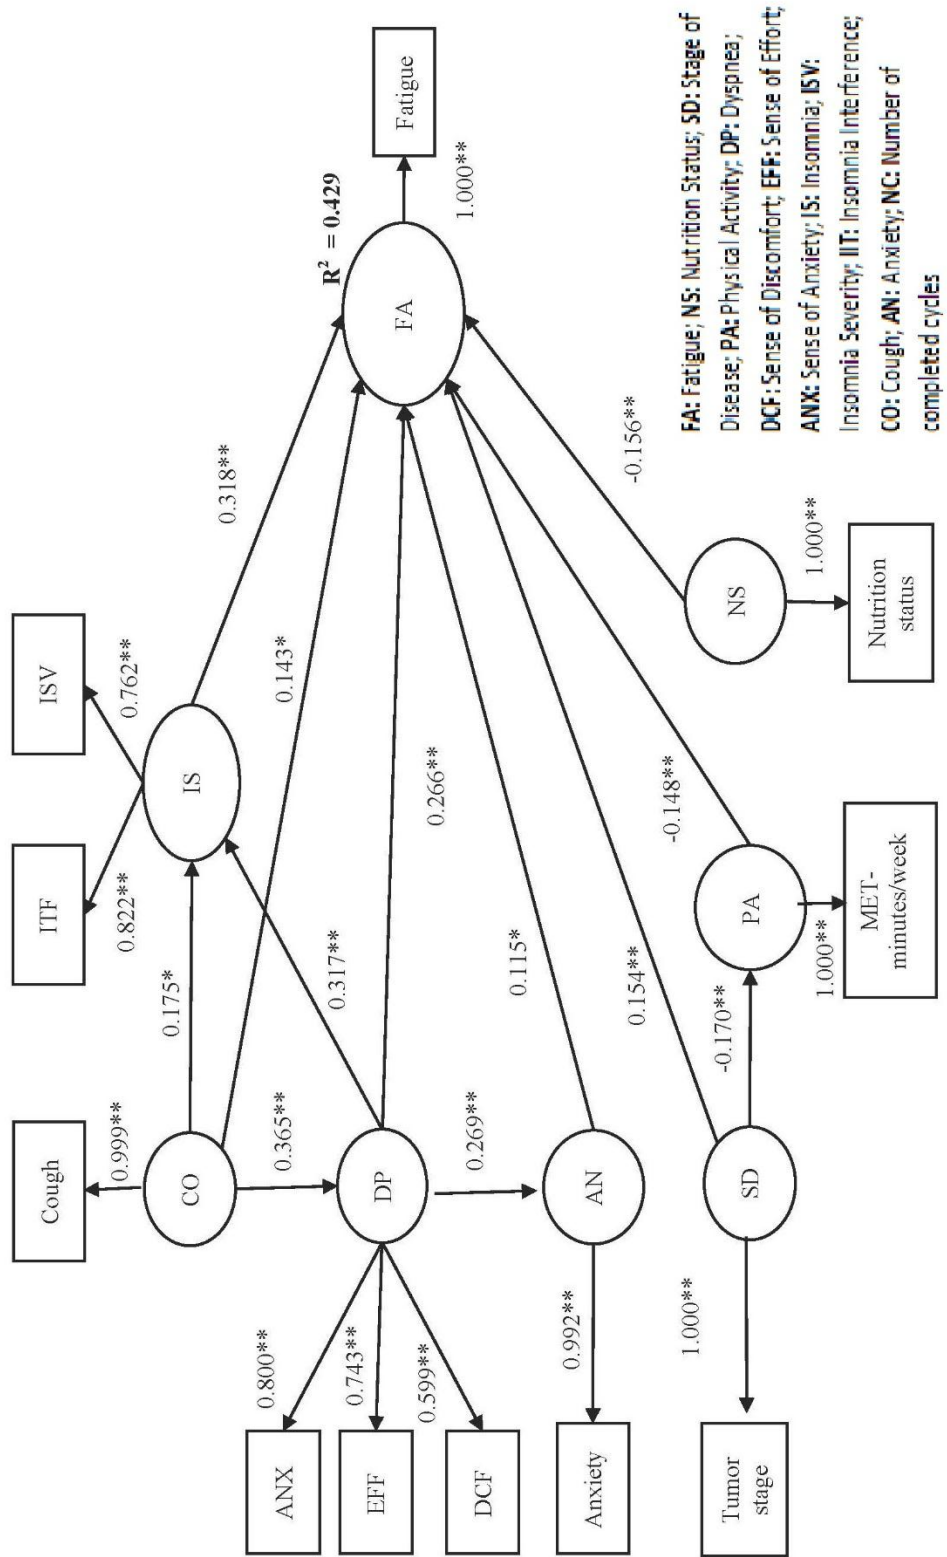 Cough
ITF
ISV
0.999**
0.822**
0.762**
0.175*
CO
IS
0.318**
0.143*
ANX
0.800**
0.365**
0.317**
R² = 0.429
EFF
0.743**
DP
0.266**
FA
Fatigue
1.000**
DCF
0.599**
0.269**
0.115*
Anxiety
0.992**
AN
0.154**
-0.148**
-0.156**
1.000**
-0.170**
Tumor
stage
SD
PA
NS
1.000**
1.000**
MET-
minutes/week
Nutrition
status
FA: Fatigue; NS: Nutrition Status; SD: Stage of
Disease; PA: Physical Activity; DP: Dyspnea;
DCF: Sense of Discomfort; EFF: Sense of Effort;
ANX: Sense of Anxiety; IS: Insomnia; ISV:
Insomnia Severity; IIT: Insomnia Interference;
CO: Cough; AN: Anxiety; NC: Number of
completed cycles